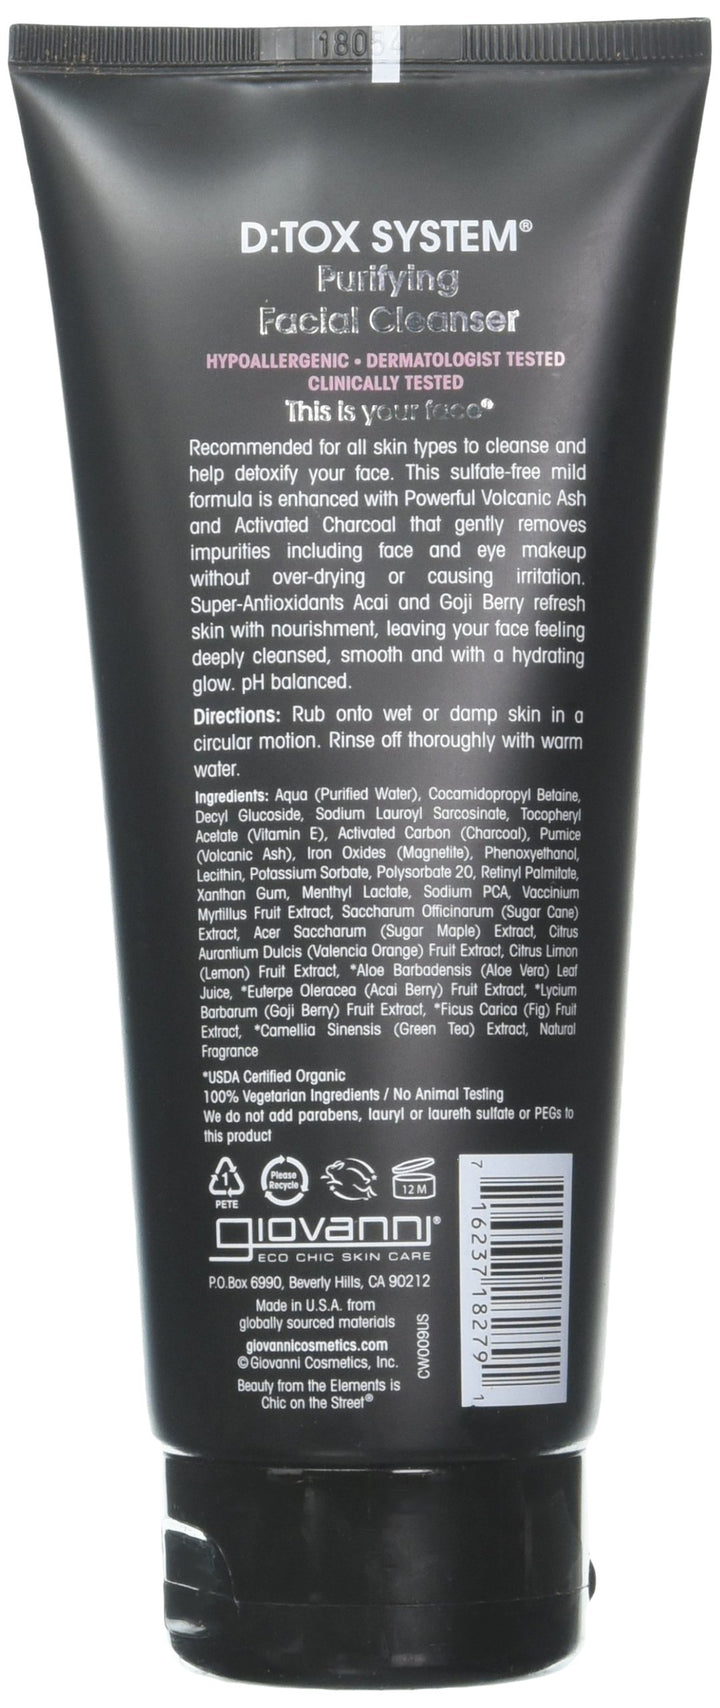 18054
D:TOX SYSTEM®
Purifying
Facial Cleanser
HYPOALLERGENIC • DERMATOLOGIST TESTED
CLINICALLY TESTED
This is your face®
Recommended for all skin types to cleanse and
help detoxify your face. This sulfate-free mild
formula is enhanced with Powerful Volcanic Ash
and Activated Charcoal that gently removes
impurities including face and eye makeup
without over-drying or causing irritation.
Super-Antioxidants Acai and Goji Berry refresh
skin with nourishment, leaving your face feeling
deeply cleansed, smooth and with a hydrating
glow. pH balanced.
Directions: Rub onto wet or damp skin in a
circular motion. Rinse off thoroughly with warm
water.
Ingredients: Aqua (Purified Water), Cocamidopropyl Betaine,
Decyl Glucoside, Sodium Lauroyl Sarcosinate, Tocopheryl
Acetate (Vitamin E), Activated Carbon (Charcoal), Pumice
(Volcanic Ash), Iron Oxides (Magnetite), Phenoxyethanol,
Lecithin, Potassium Sorbate, Polysorbate 20, Retinyl Palmitate,
Xanthan Gum, Menthyl Lactate, Sodium PCA, Vaccinium
Myrtillus Fruit Extract, Saccharum Officinarum (Sugar Cane)
Extract, Acer Saccharum (Sugar Maple) Extract, Citrus
Aurantium Dulcis (Valencia Orange) Fruit Extract, Citrus Limon
(Lemon) Fruit Extract, *Aloe Barbadensis (Aloe Vera) Leaf
Juice, *Euterpe Oleracea (Acai Berry) Fruit Extract, *Lycium
Barbarum (Goji Berry) Fruit Extract, *Ficus Carica (Fig) Fruit
Extract, *Camellia Sinensis (Green Tea) Extract, Natural
Fragrance
*USDA Certified Organic
100% Vegetarian Ingredients / No Animal Testing
We do not add parabens, lauryl or laureth sulfate or PEGs to
this product
1
PETE
Please
Recycle
12 M
giovanni®
ECO CHIC SKIN CARE
P.O.Box 6990, Beverly Hills, CA 90212
Made in U.S.A. from
globally sourced materials
giovannicosmetics.com
©Giovanni Cosmetics, Inc.
Beauty from the Elements is
Chic on the Street®
CW009US
7 16237 18279 1